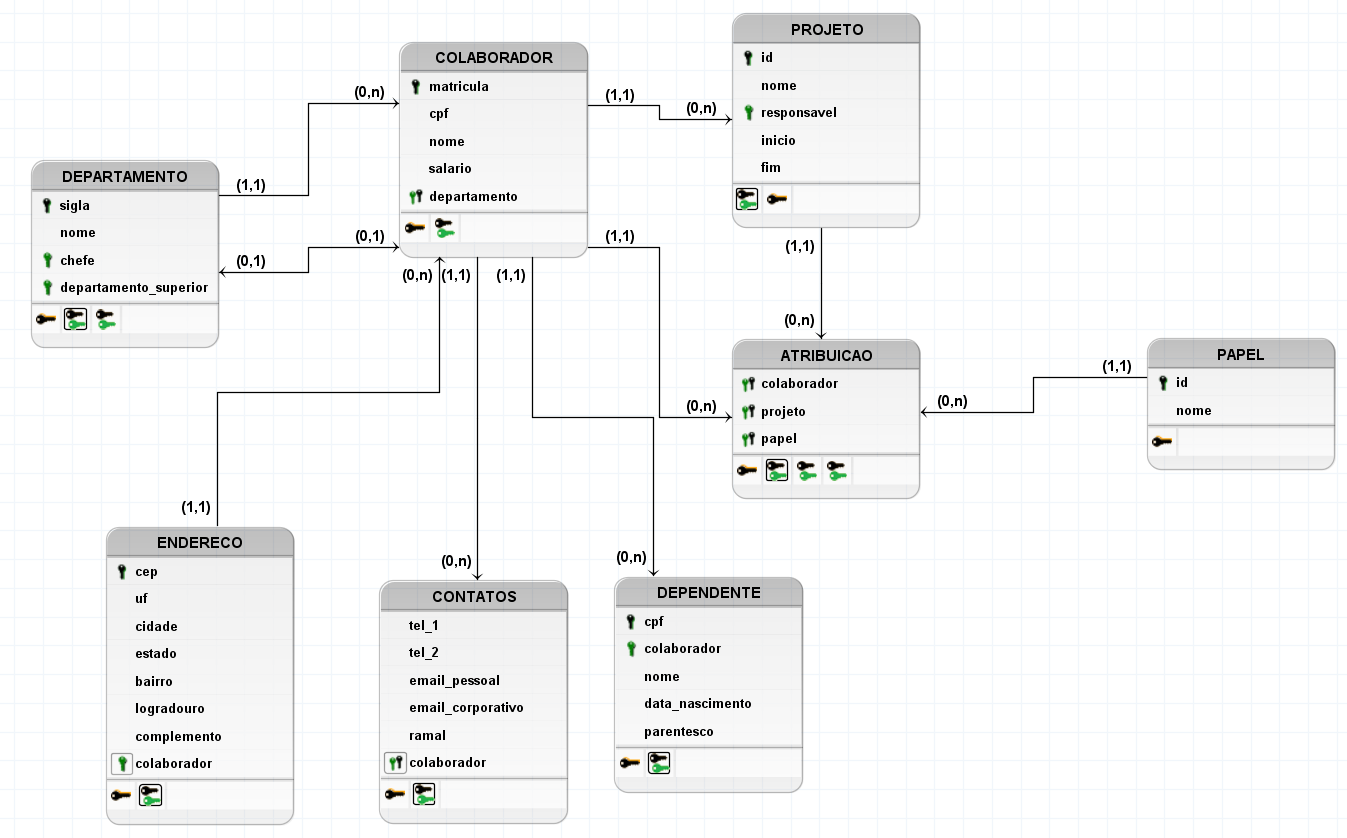 COLABORADOR
matricula
cpf
nome
salario
departamento
PROJETO
id
nome
responsavel
inicio
fim
DEPARTAMENTO
sigla
nome
chefe
departamento_superior
(0,n)
(1,1)
(0,1)
(0,1)
(1,1)
(0,n)
(1,1)
(0,n)
(0,n)
(1,1)
(1,1)
(1,1)
(0,n)
ATRIBUICAO
colaborador
projeto
papel
(0,n)
(1,1)
PAPEL
id
nome
(1,1)
ENDERECO
cep
uf
cidade
estado
bairro
logradouro
complemento
colaborador
(0,n)
CONTATOS
tel_1
tel_2
email_pessoal
email_corporativo
ramal
colaborador
(0,n)
DEPENDENTE
cpf
colaborador
nome
data_nascimento
parentesco